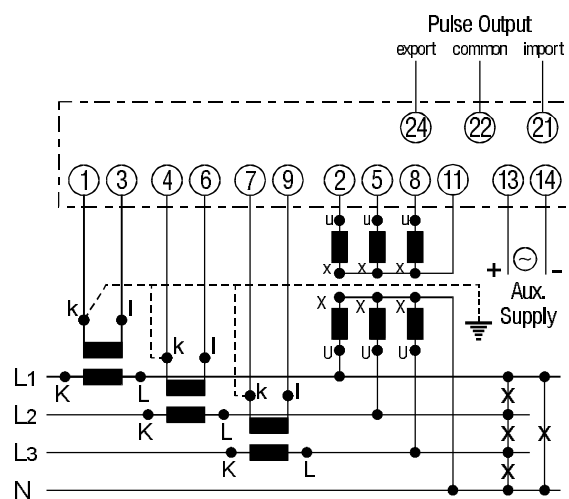 Pulse Output
export common import
24 22 21
1 3 4 6 7 9 2 5 8 11 13 14
u u u
x x x
+ ~ -
Aux.
Supply
x x x
k l
k l
U U U
k l
L1
K L
x
L2
K L
x x
L3
K L
x
N